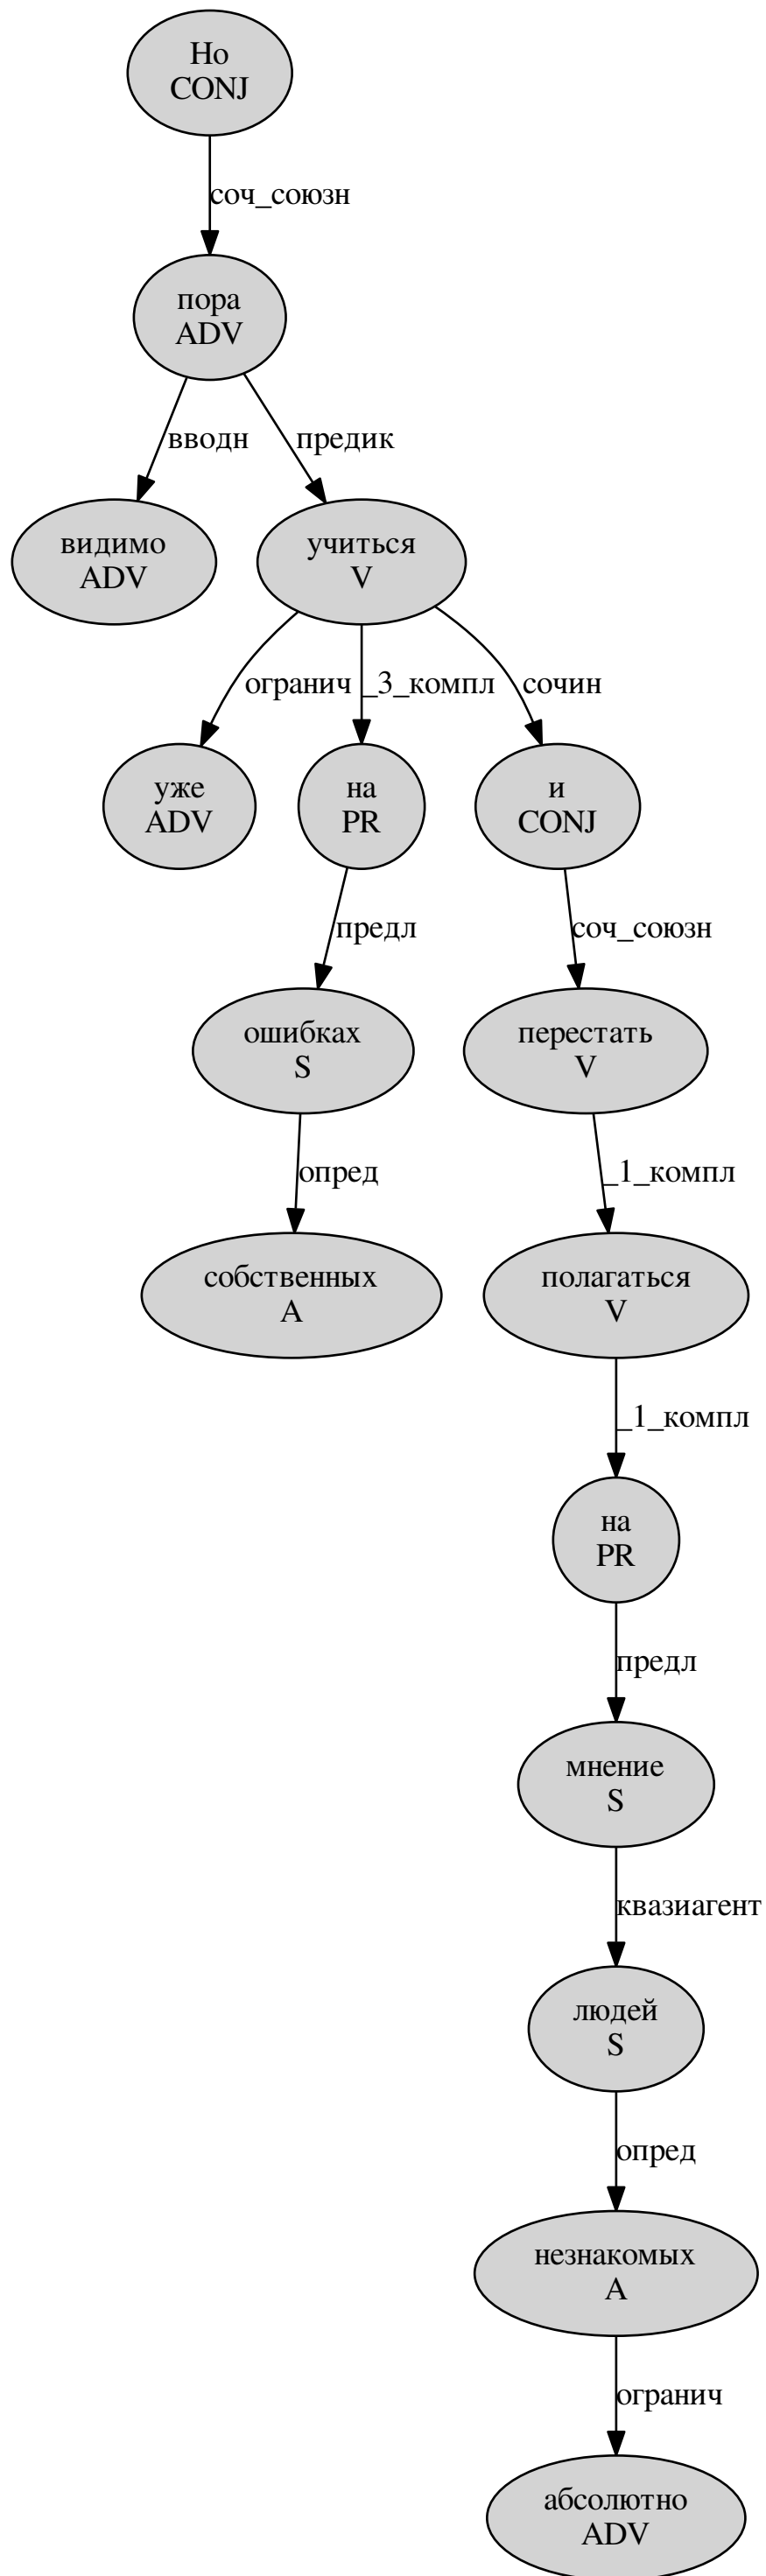 Но
CONJ
соч_союзн
пора
ADV
вводн
предик
видимо
ADV
учиться
V
огранич
_3_компл
сочин
уже
ADV
на
PR
и
CONJ
предл
соч_союзн
ошибках
S
перестать
V
опред
_1_компл
собственных
A
полагаться
V
_1_компл
на
PR
предл
мнение
S
квазиагент
людей
S
опред
незнакомых
A
огранич
абсолютно
ADV